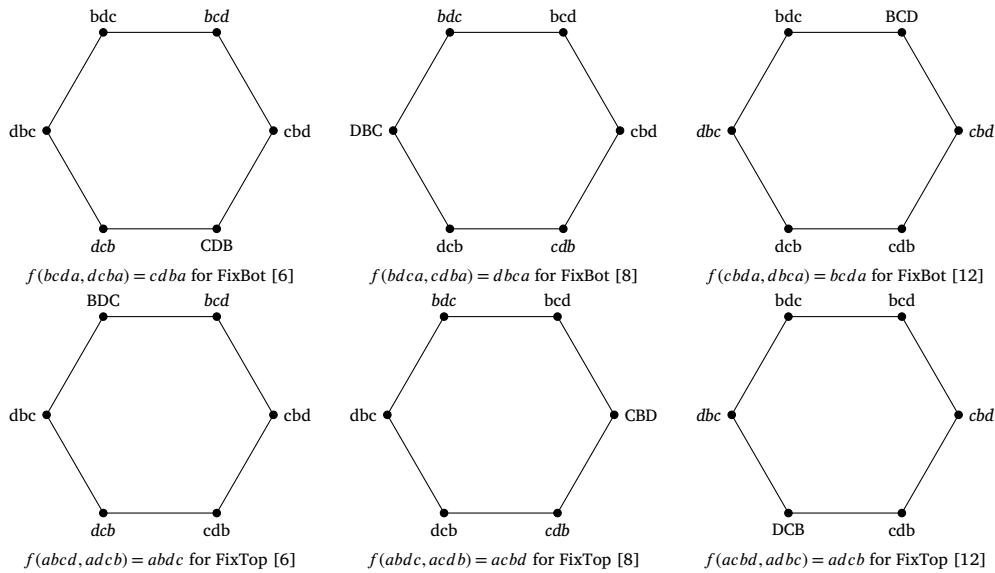 bdc bcd bdc bcd bdc BCD
dbc cbd DBC cbd dbc cbd
dcb CDB dcb cdb dcb cdb
f(bcda, dcba) = cdba for FixBot [6] f(bdca, cdba) = dbca for FixBot [8] f(cbda, dbca) = bcda for FixBot [12]
BDC bcd bdc bcd bdc bcd
dbc cbd dbc CBD dbc cbd
dcb cdb dcb cdb DCB cdb
f(abcd, adcb) = abdc for FixTop [6] f(abdc, acdb) = acbd for FixTop [8] f(acbd, adbc) = adcb for FixTop [12]